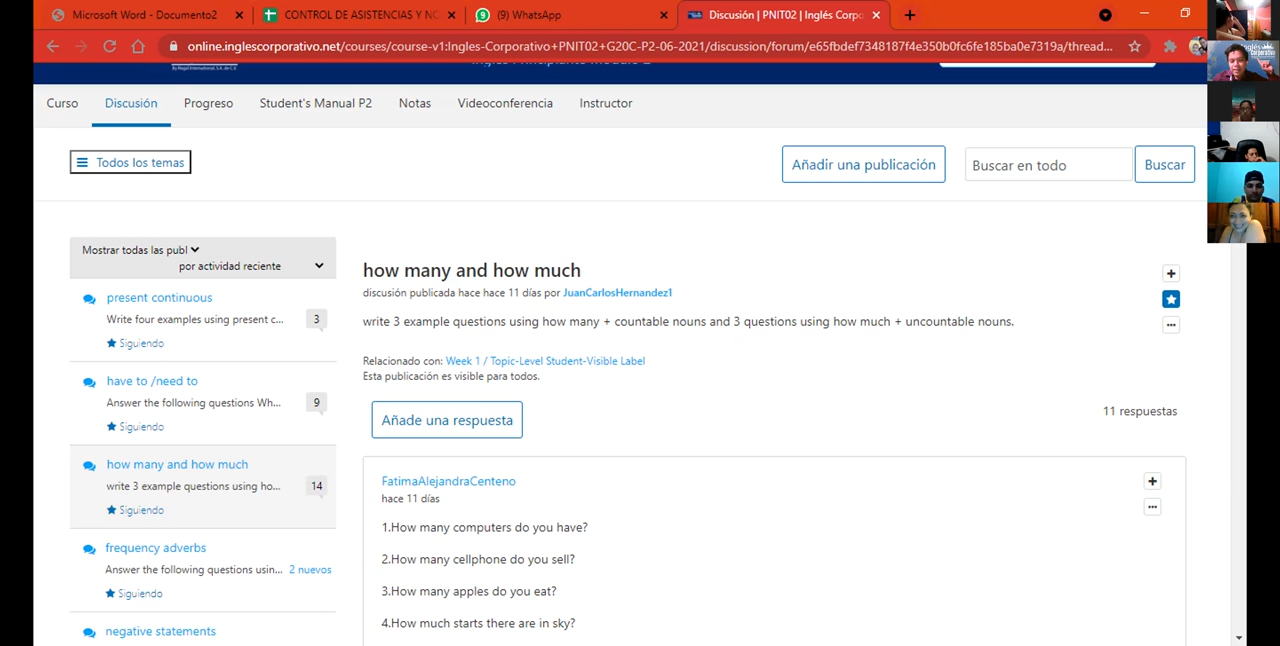 Microsoft Word - Documento2
CONTROL DE ASISTENCIAS Y NO
(9) WhatsApp
Discusión | PNIT02 | Inglés Corpo
online.inglescorporativo.net/courses/course-v1:Ingles-Corporativo+PNIT02+G20C-P2-06-2021/discussion/forum/e65fbdef7348187f4e350b0fc6fe185ba0e7319a/thread...
Curso
Discusión
Progreso
Student's Manual P2
Notas
Videoconferencia
Instructor
Todos los temas
Añadir una publicación
Buscar en todo
Buscar
Mostrar todas las publ
por actividad reciente
present continuous
Write four examples using present c...
3
Siguiendo
have to /need to
Answer the following questions Wh...
9
Siguiendo
how many and how much
write 3 example questions using ho...
14
Siguiendo
frequency adverbs
Answer the following questions usin...
2 nuevos
Siguiendo
negative statements
how many and how much
discusión publicada hace hace 11 días por JuanCarlosHernandez1
write 3 example questions using how many + countable nouns and 3 questions using how much + uncountable nouns.
Relacionado con: Week 1 / Topic-Level Student-Visible Label
Esta publicación es visible para todos.
Añade una respuesta
11 respuestas
FatimaAlejandraCenteno
hace 11 días
1.How many computers do you have?
2.How many cellphone do you sell?
3.How many apples do you eat?
4.How much starts there are in sky?